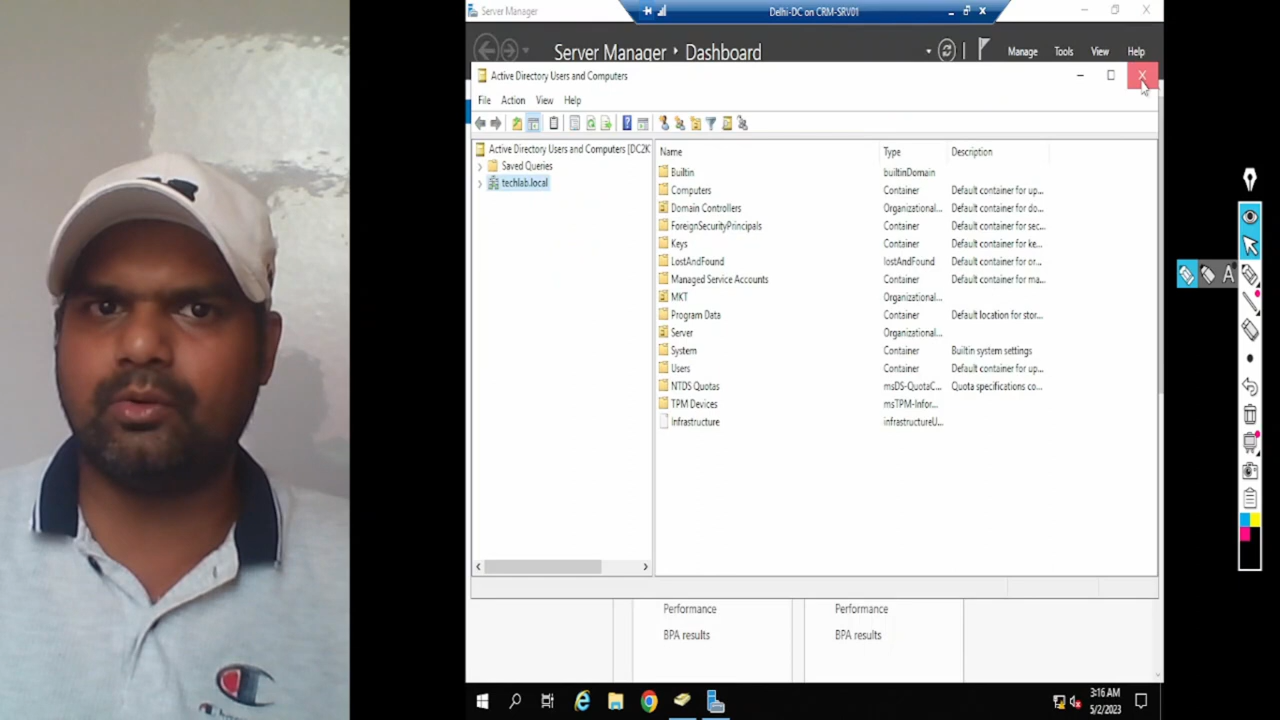 Server Manager
Delhi-DC on CRM-SRV01
Server Manager • Dashboard
Manage Tools View Help
Active Directory Users and Computers
File Action View Help
Active Directory Users and Computers [DC2K
Saved Queries
techlab.local
Name Type Description
Builtin builtinDomain
Computers Container Default container for up...
Domain Controllers Organizational... Default container for do...
ForeignSecurityPrincipals Container Default container for sec...
Keys Container Default container for ke...
LostAndFound lostAndFound Default container for or...
Managed Service Accounts Container Default container for ma...
MKT Organizational...
Program Data Container Default location for stor...
Server Organizational...
System Container Builtin system settings
Users Container Default container for up...
NTDS Quotas msDS-QuotaC... Quota specifications co...
TPM Devices msTPM-Infor...
Infrastructure infrastructureU...
Performance Performance
BPA results BPA results
3:16 AM
5/2/2023
A